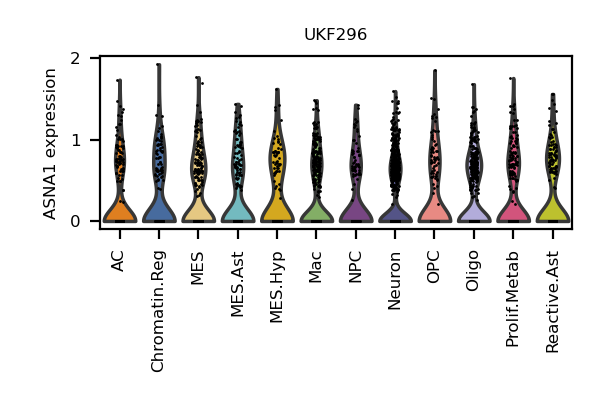 UKF296
ASNA1 expression
2
1
0
AC
Chromatin.Reg
MES
MES.Ast
MES.Hyp
Mac
NPC
Neuron
OPC
Oligo
Prolif.Metab
Reactive.Ast